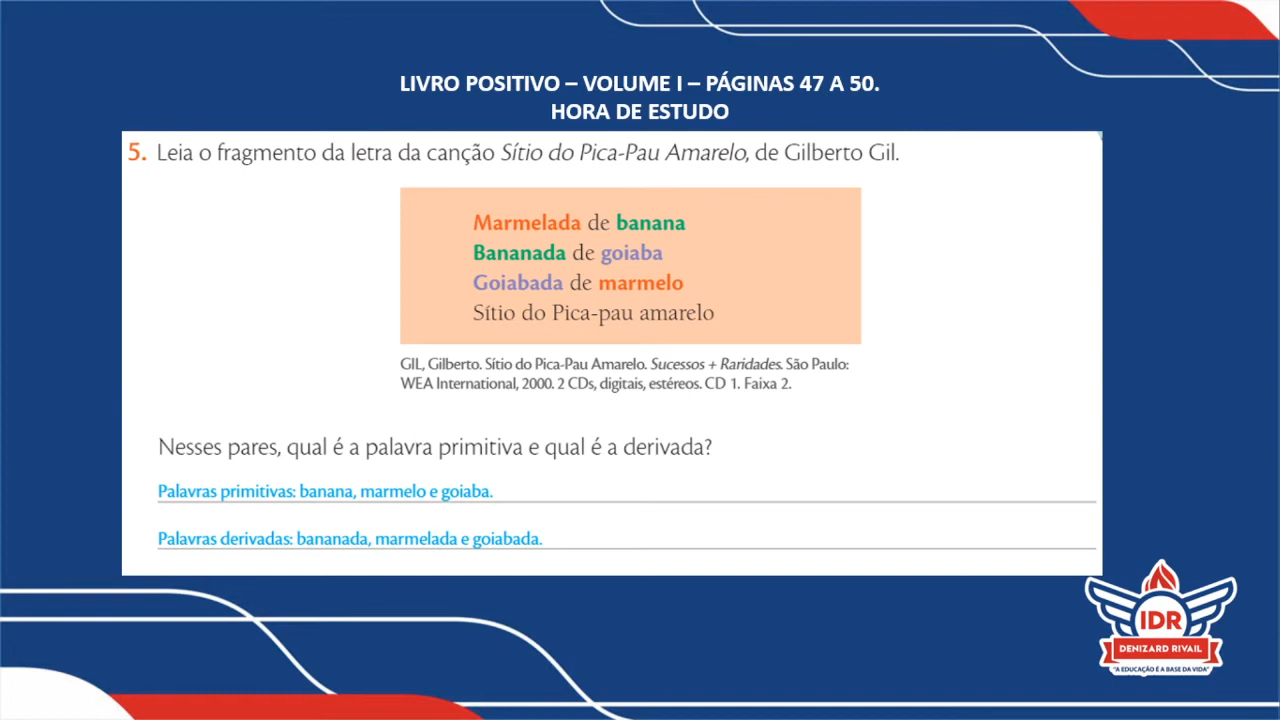 LIVRO POSITIVO – VOLUME I – PÁGINAS 47 A 50.
HORA DE ESTUDO
5. Leia o fragmento da letra da canção Sítio do Pica-Pau Amarelo, de Gilberto Gil.
Marmelada de banana
Bananada de goiaba
Goiabada de marmelo
Sítio do Pica-pau amarelo
GIL, Gilberto. Sítio do Pica-Pau Amarelo. Sucessos + Raridades. São Paulo:
WEA International, 2000. 2 CDs, digitais, estéreos. CD 1. Faixa 2.
Nesses pares, qual é a palavra primitiva e qual é a derivada?
Palavras primitivas: banana, marmelo e goiaba.
Palavras derivadas: bananada, marmelada e goiabada.
IDR
DENIZARD RIVAIL
"A EDUCAÇÃO É A BASE DA VIDA"